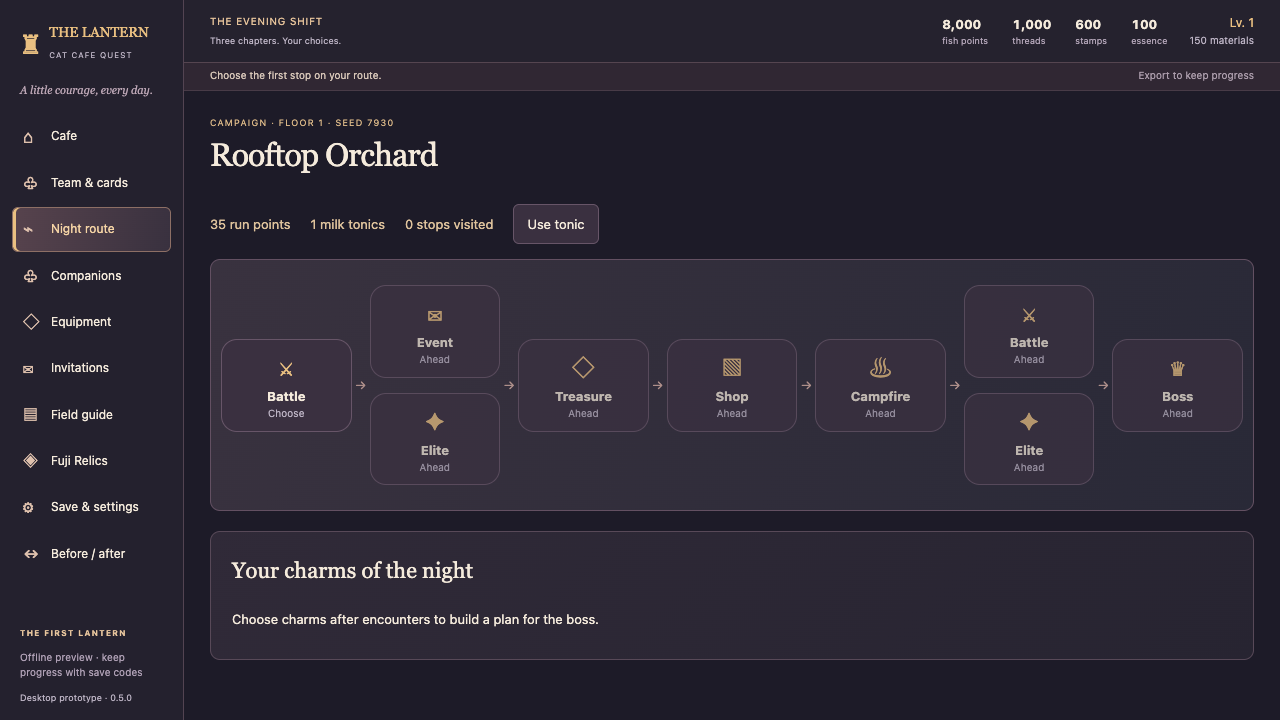 THE LANTERN
CAT CAFE QUEST
A little courage, every day.
Cafe
Team & cards
Night route
Companions
Equipment
Invitations
Field guide
Fuji Relics
Save & settings
Before / after
THE FIRST LANTERN
Offline preview · keep
progress with save codes
Desktop prototype · 0.5.0
THE EVENING SHIFT
Three chapters. Your choices.
8,000
fish points
1,000
threads
600
stamps
100
essence
Lv. 1
150 materials
Choose the first stop on your route.
Export to keep progress
CAMPAIGN · FLOOR 1 · SEED 7930
Rooftop Orchard
35 run points
1 milk tonics
0 stops visited
Use tonic
Battle
Choose
Event
Ahead
Elite
Ahead
Treasure
Ahead
Shop
Ahead
Campfire
Ahead
Battle
Ahead
Elite
Ahead
Boss
Ahead
Your charms of the night
Choose charms after encounters to build a plan for the boss.